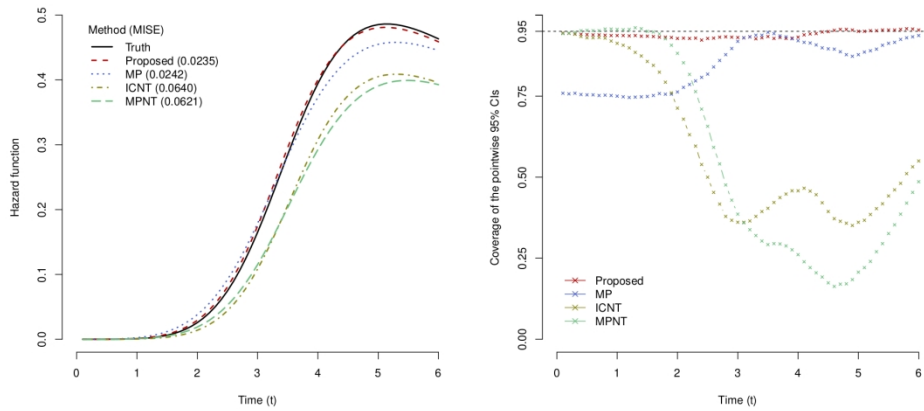 Method (MISE)
Truth
Proposed (0.0235)
MP (0.0242)
ICNT (0.0640)
MPNT (0.0621)
Hazard function
0.5
0.4
0.3
0.2
0.1
0.0
0 1 2 3 4 5 6
Time (t)
Coverage of the pointwise 95% CIs
0.95
0.75
0.50
0.25
0.00
Proposed
MP
ICNT
MPNT
0 1 2 3 4 5 6
Time (t)